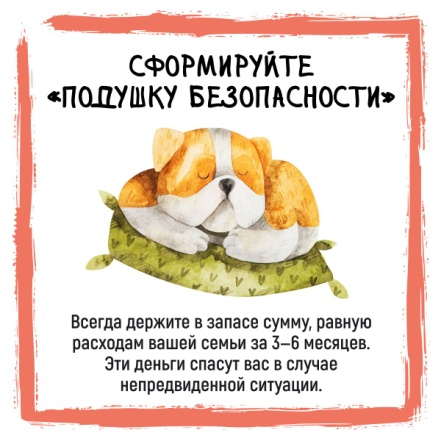 СФОРМИРУЙТЕ
«ПОДУШКУ БЕЗОПАСНОСТИ»
Всегда держите в запасе сумму, равную
расходам вашей семьи за 3–6 месяцев.
Эти деньги спасут вас в случае
непредвиденной ситуации.